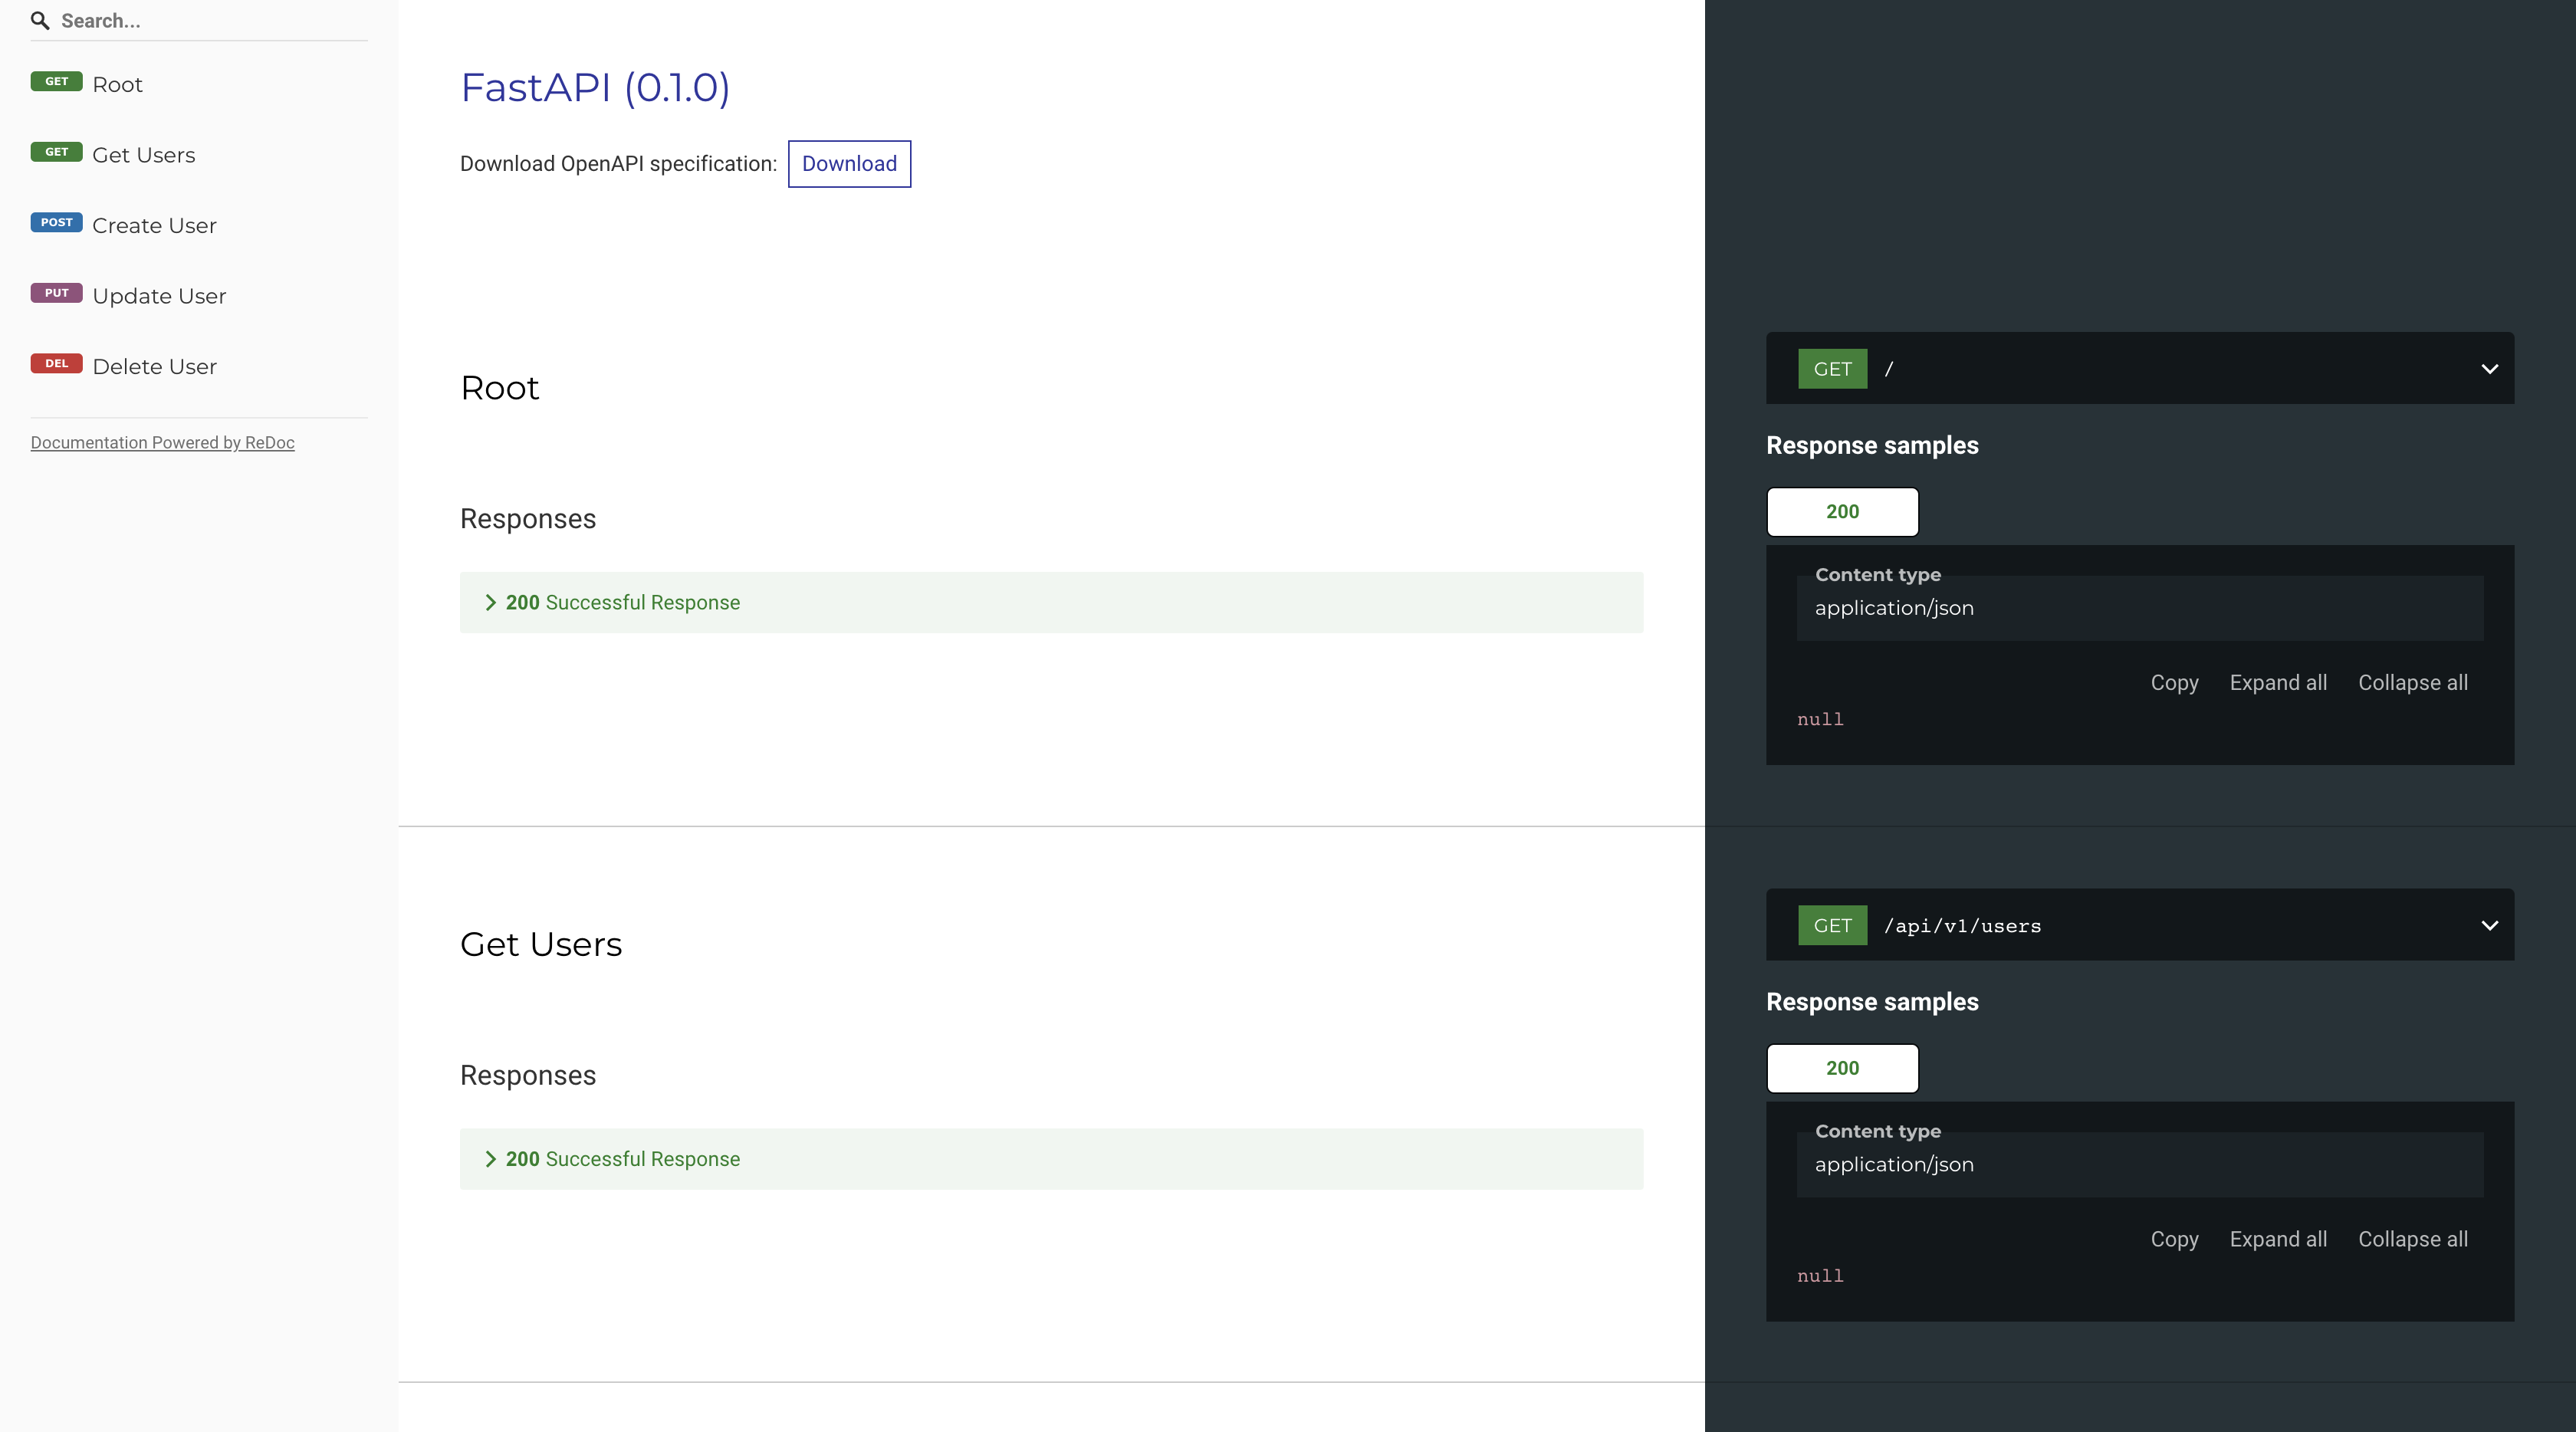 Search...
GET Root
GET Get Users
POST Create User
PUT Update User
DEL Delete User
Documentation Powered by ReDoc
FastAPI (0.1.0)
Download OpenAPI specification: Download
Root
Responses
200 Successful Response
GET /
Response samples
200
Content type
application/json
Copy Expand all Collapse all
null
Get Users
Responses
200 Successful Response
GET /api/v1/users
Response samples
200
Content type
application/json
Copy Expand all Collapse all
null